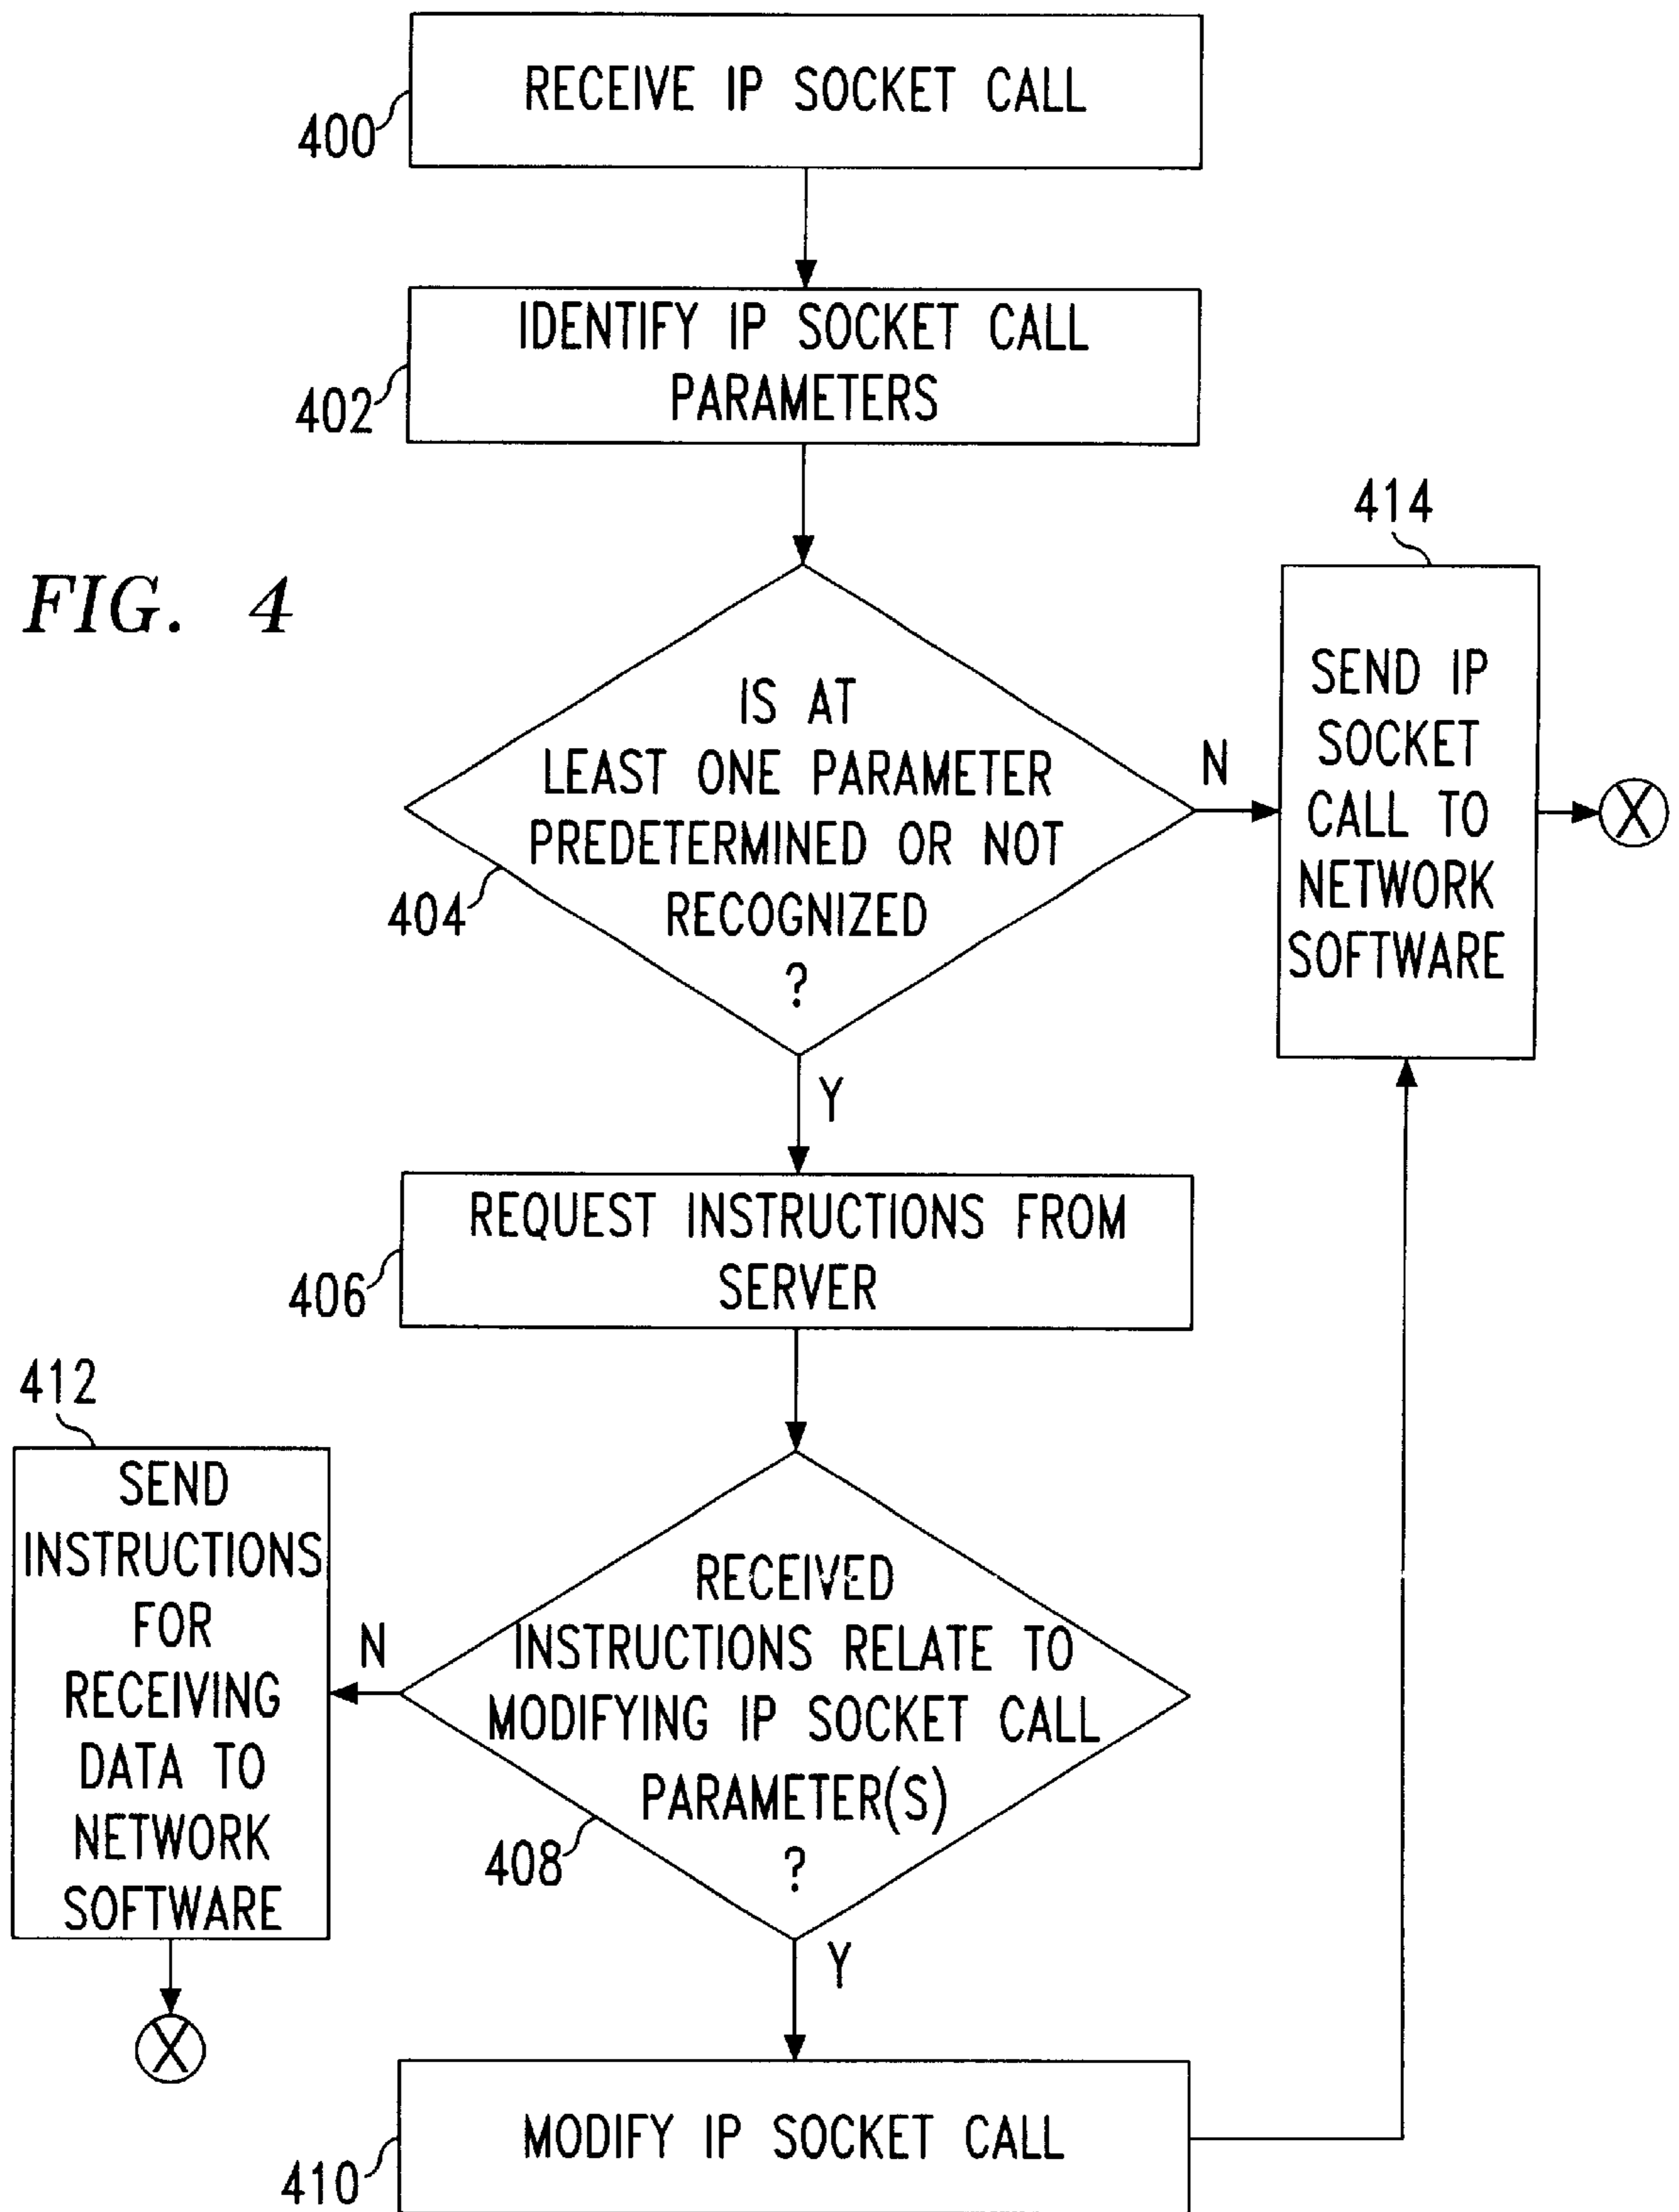 RECEIVE IP SOCKET CALL
400
IDENTIFY IP SOCKET CALL
PARAMETERS
402
414
FIG. 4
IS AT
LEAST ONE PARAMETER
PREDETERMINED OR NOT
RECOGNIZED
?
404
N
SEND IP
SOCKET
CALL TO
NETWORK
SOFTWARE
X
Y
REQUEST INSTRUCTIONS FROM
SERVER
406
412
SEND
INSTRUCTIONS
FOR
RECEIVING
DATA TO
NETWORK
SOFTWARE
N
RECEIVED
INSTRUCTIONS RELATE TO
MODIFYING IP SOCKET CALL
PARAMETER(S)
?
408
Y
X
MODIFY IP SOCKET CALL
410